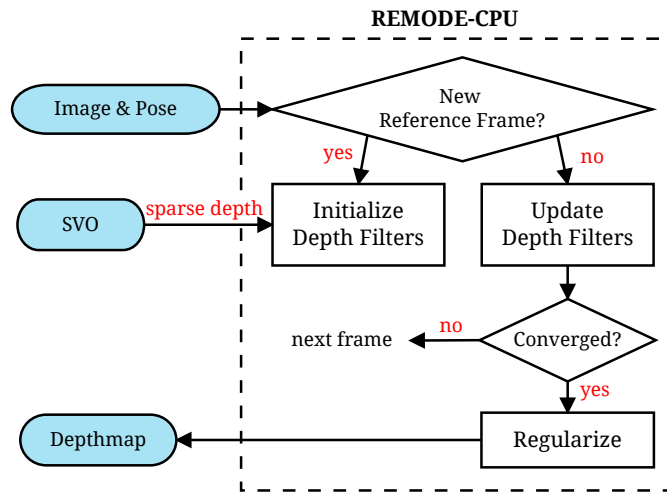 REMODE-CPU
Image & Pose
New
Reference Frame?
yes
no
SVO
sparse depth
Initialize
Depth Filters
Update
Depth Filters
next frame
no
Converged?
yes
Depthmap
Regularize